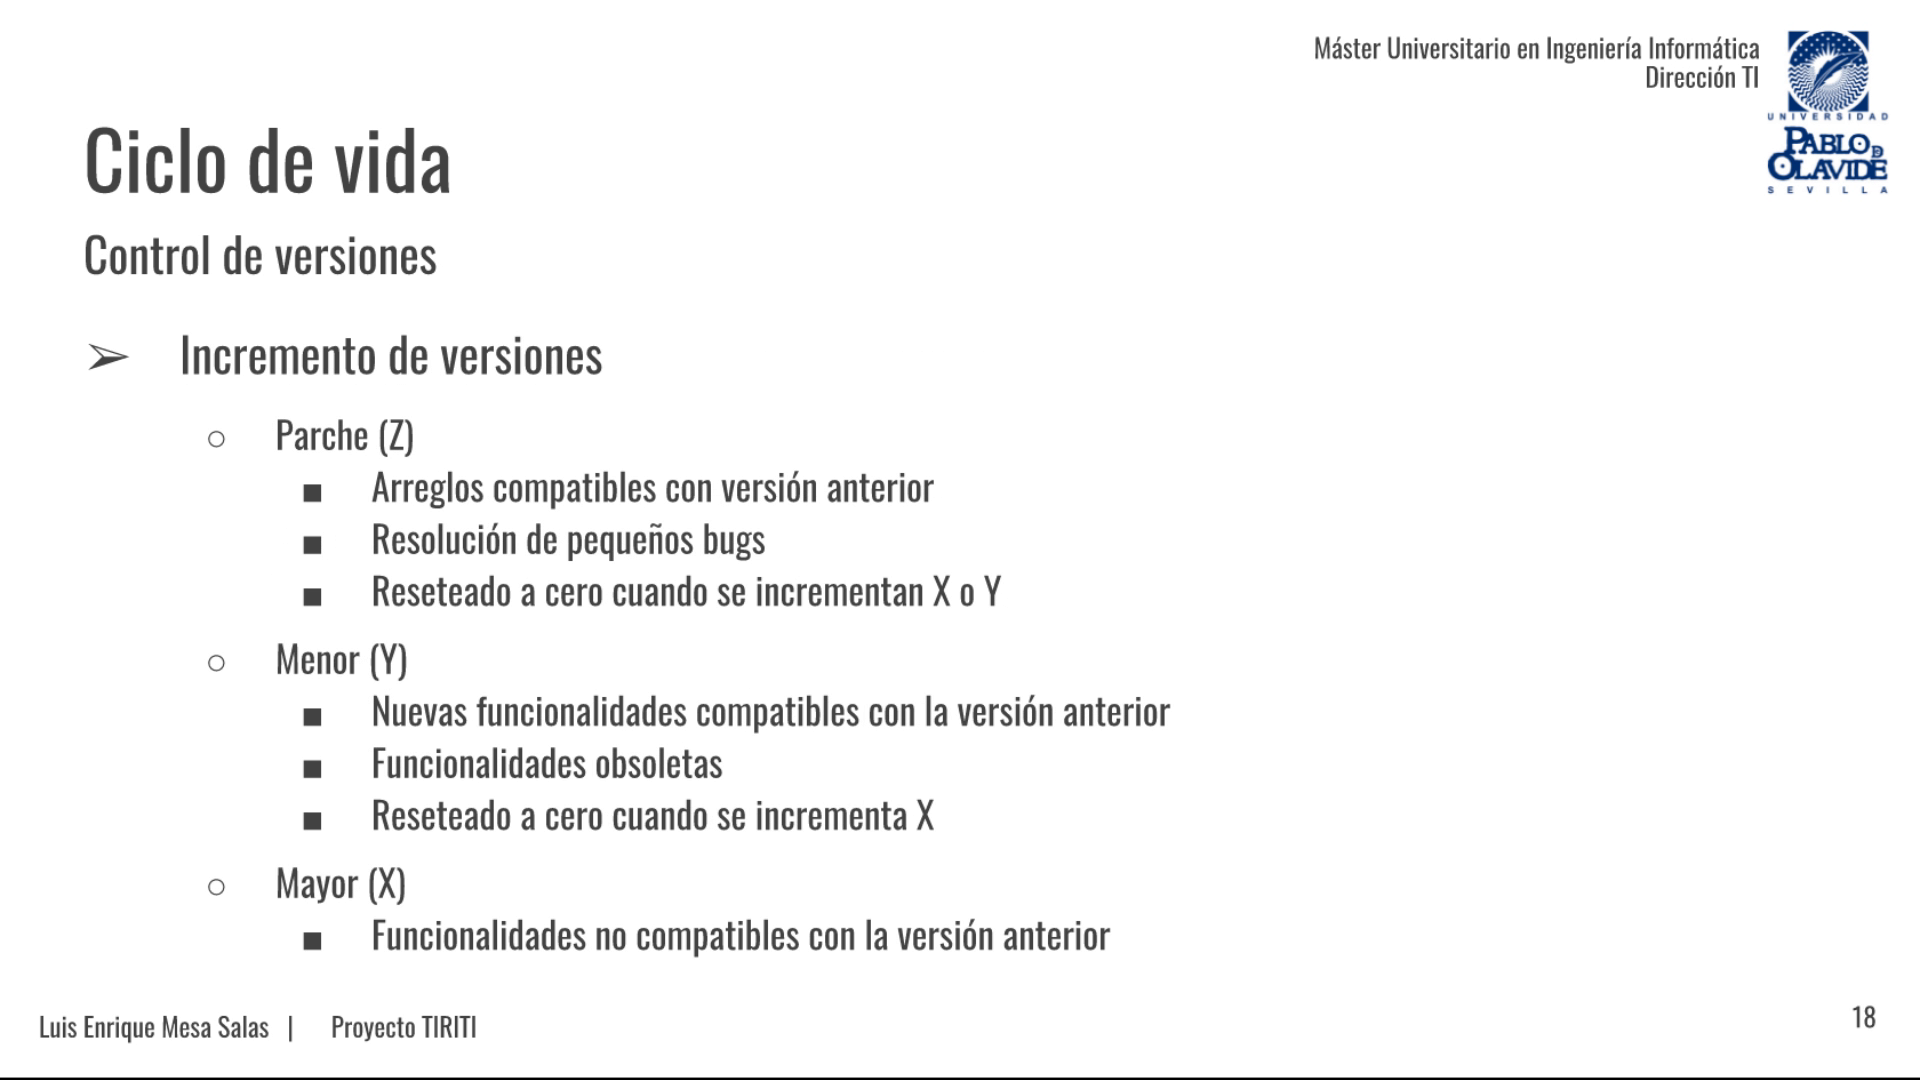 Máster Universitario en Ingeniería Informática
Dirección TI
UNIVERSIDAD
PABLO DE
OLAVIDE
SEVILLA
Ciclo de vida
Control de versiones
➢ Incremento de versiones
○ Parche (Z)
■ Arreglos compatibles con versión anterior
■ Resolución de pequeños bugs
■ Reseteado a cero cuando se incrementan X o Y
○ Menor (Y)
■ Nuevas funcionalidades compatibles con la versión anterior
■ Funcionalidades obsoletas
■ Reseteado a cero cuando se incrementa X
○ Mayor (X)
■ Funcionalidades no compatibles con la versión anterior
Luis Enrique Mesa Salas | Proyecto TIRITI
18